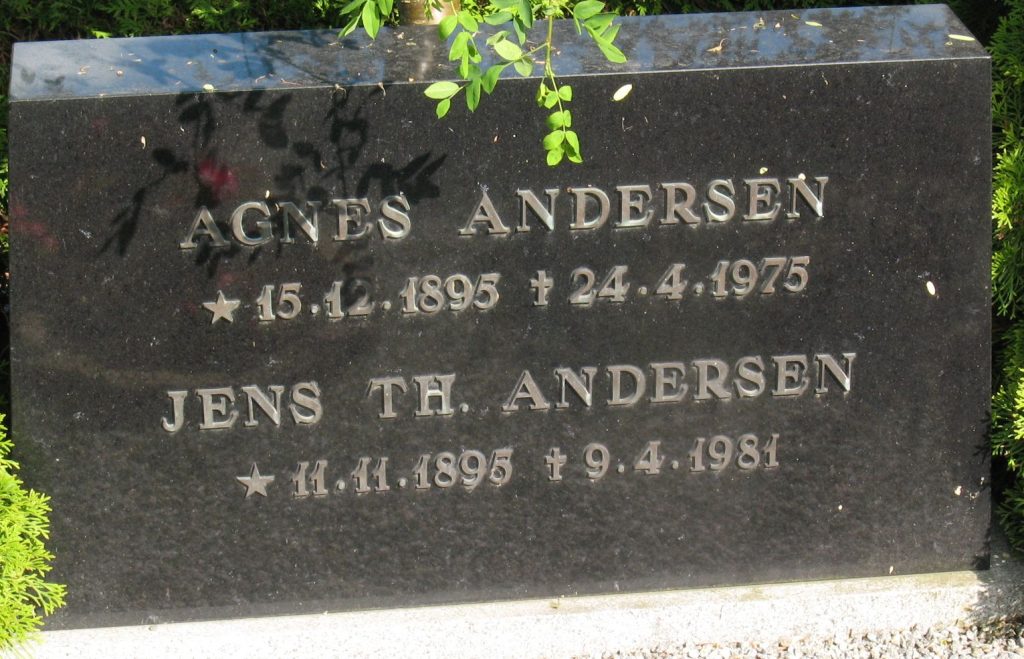 AGNES ANDERSEN
★ 15.12.1895 ✝ 24.4.1975
JENS TH. ANDERSEN
★ 11.11.1895 ✝ 9.4.1981